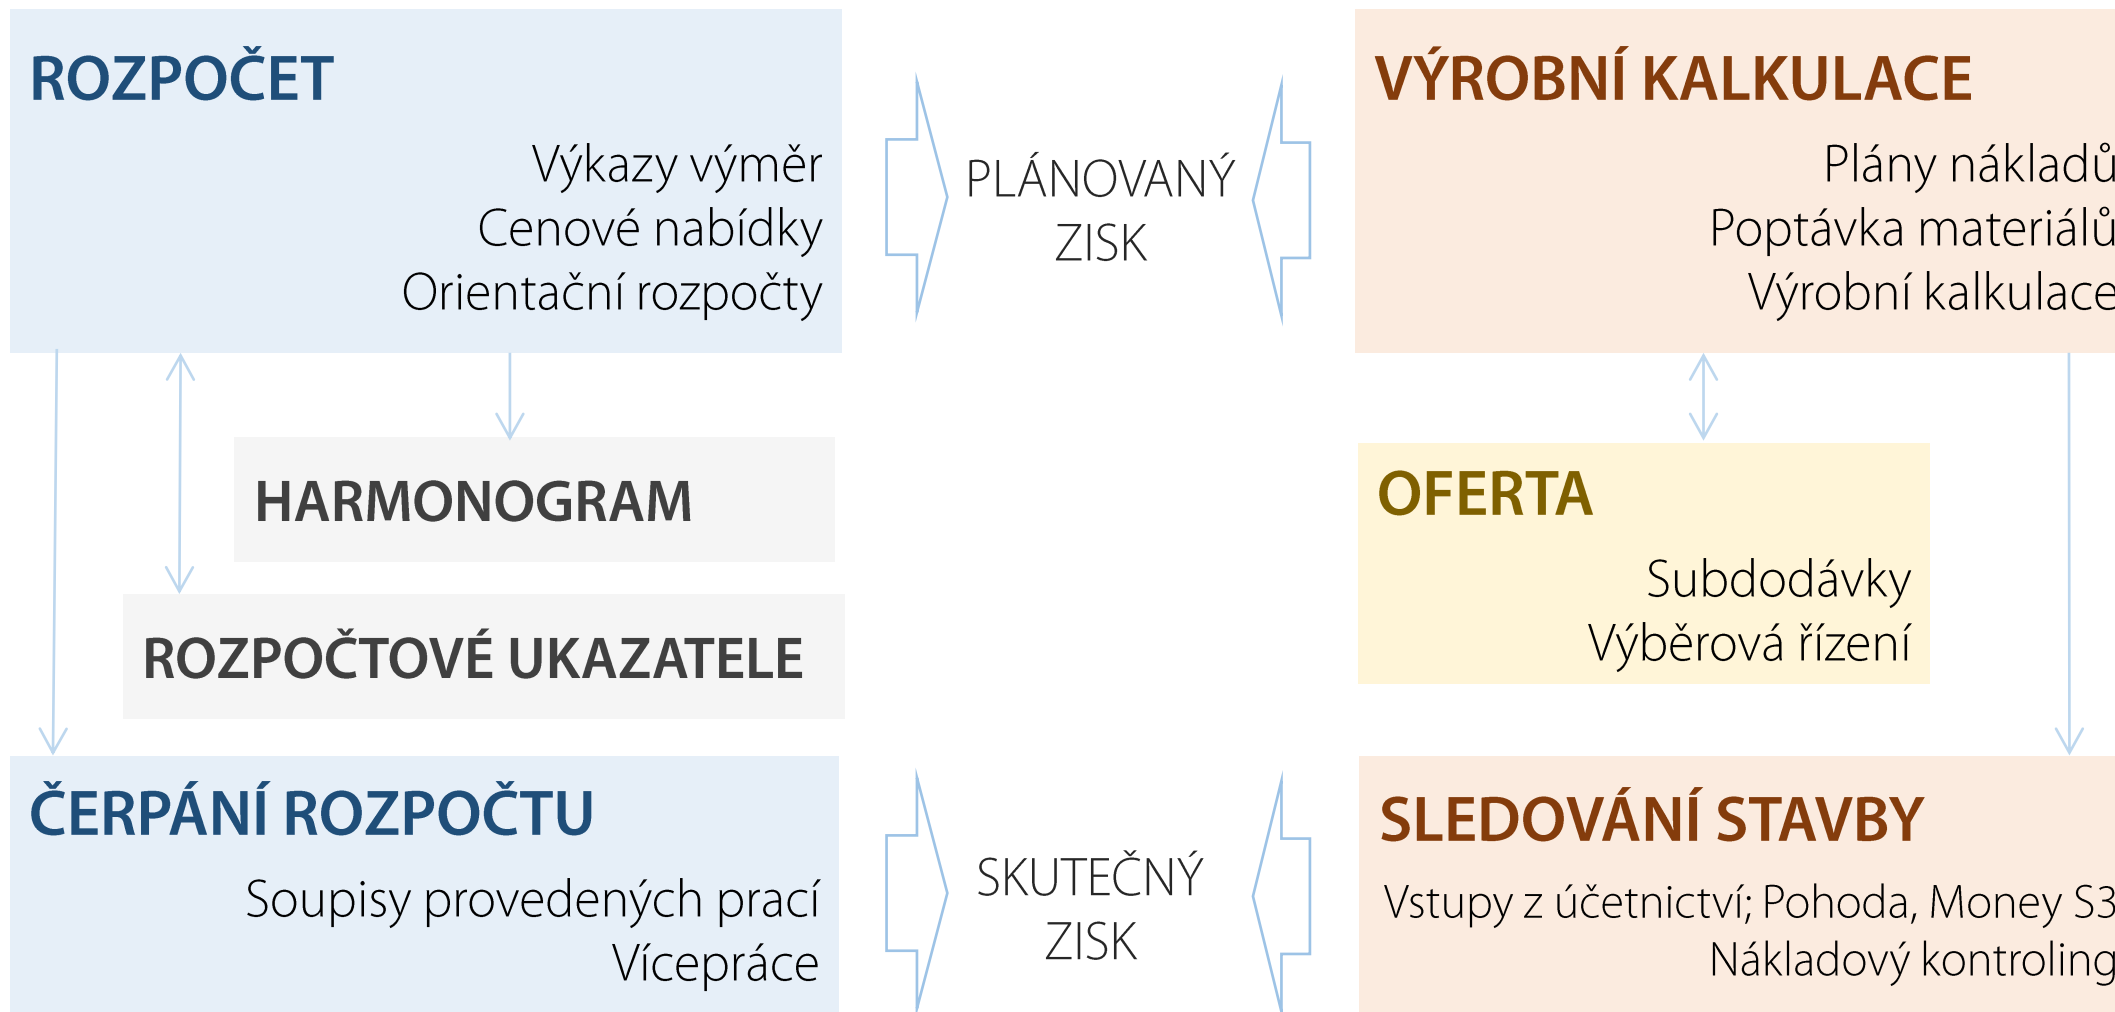 ROZPOČET
Výkazy výměr
Cenové nabídky
Orientační rozpočty
PLÁNOVANÝ
ZISK
VÝROBNÍ KALKULACE
Plány nákladů
Poptávka materiálů
Výrobní kalkulace
HARMONOGRAM
ROZPOČTOVÉ UKAZATELE
OFERTA
Subdodávky
Výběrová řízení
ČERPÁNÍ ROZPOČTU
Soupisy provedených prací
Vícepráce
SKUTEČNÝ
ZISK
SLEDOVÁNÍ STAVBY
Vstupy z účetnictví; Pohoda, Money S3
Nákladový kontroling